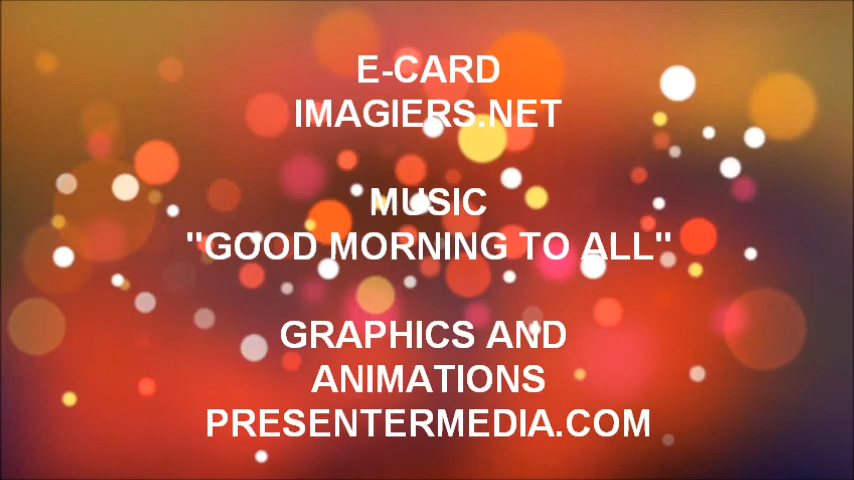 E-CARD
IMAGIERS.NET
MUSIC
"GOOD MORNING TO ALL"
GRAPHICS AND
ANIMATIONS
PRESENTERMEDIA.COM